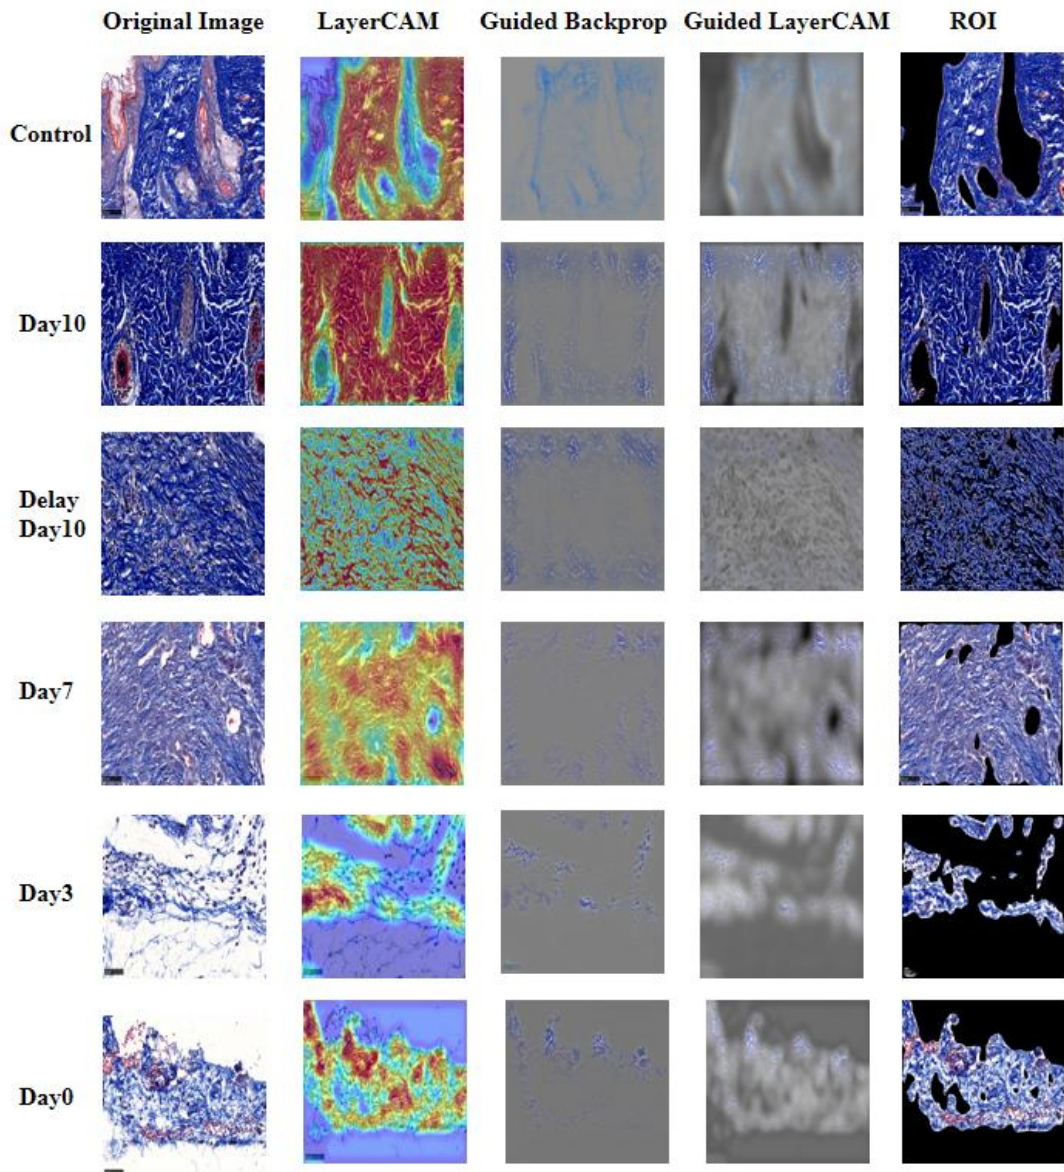 Original Image LayerCAM Guided Backprop Guided LayerCAM ROI
Control
Day10
Delay
Day10
Day7
Day3
Day0